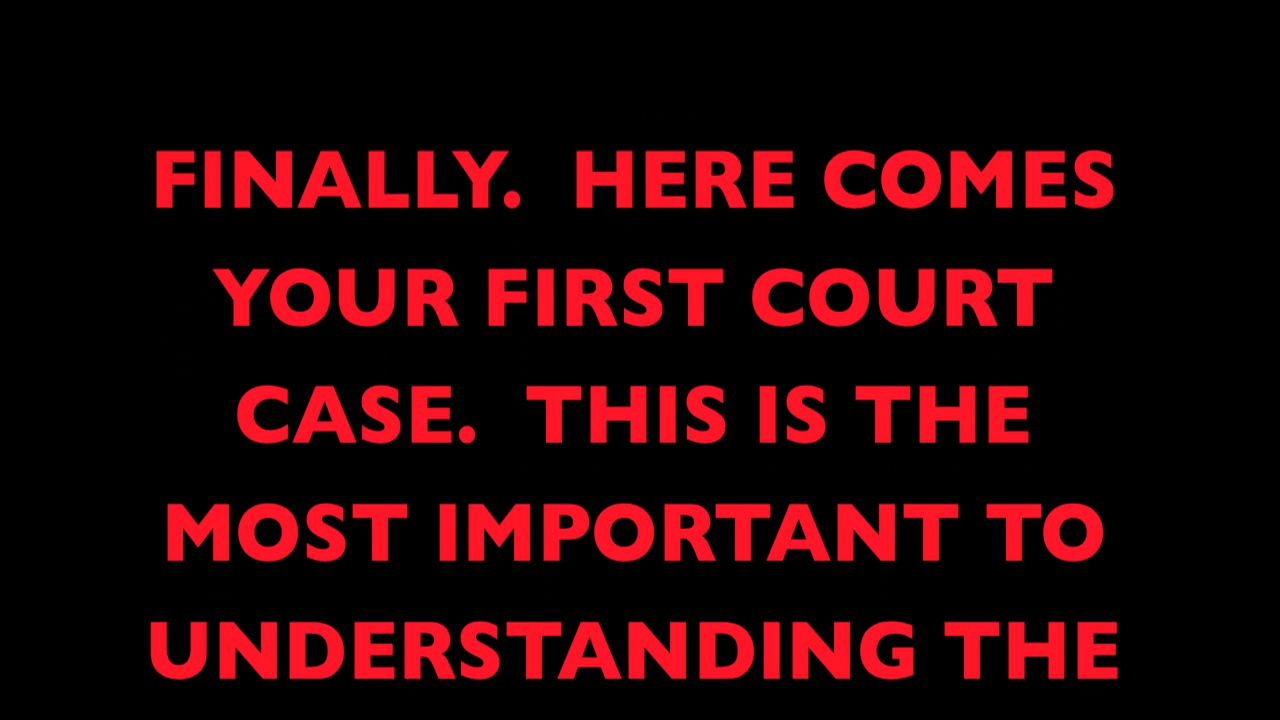 FINALLY.  HERE COMES
YOUR FIRST COURT
CASE.  THIS IS THE
MOST IMPORTANT TO
UNDERSTANDING THE